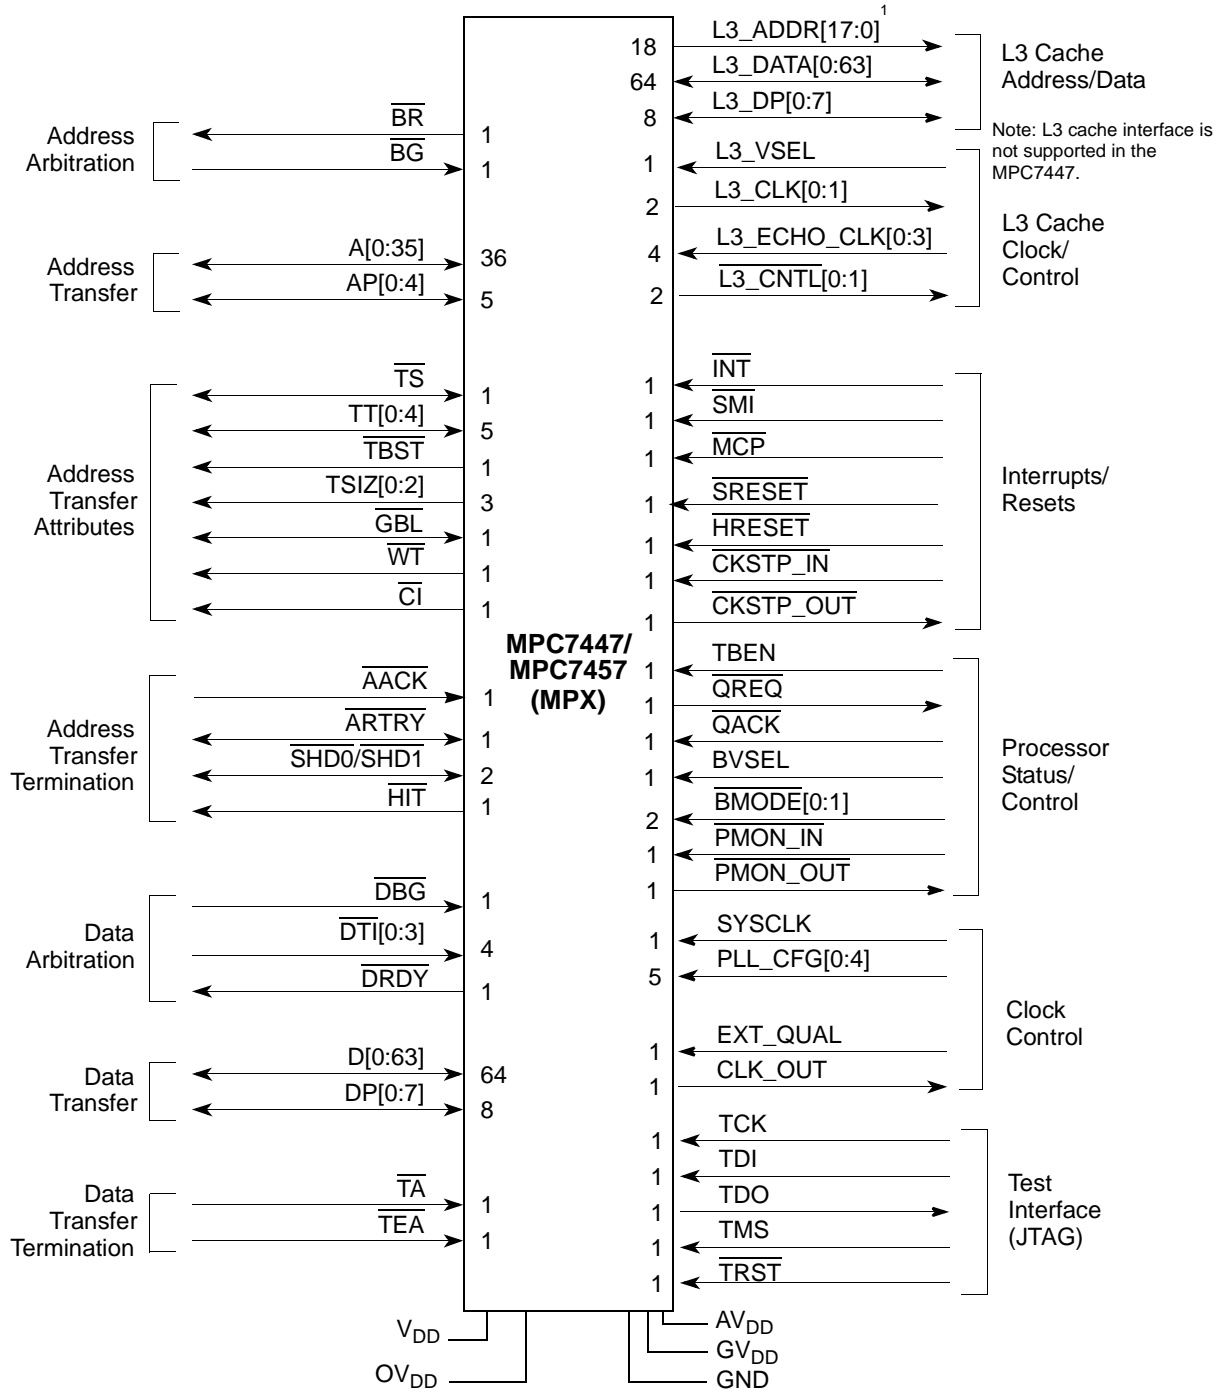 1
L3_ADDR[17:0]
18
L3_DATA[0:63]
64
L3_DP[0:7]
8
L3 Cache
Address/Data
Note: L3 cache interface is
not supported in the
MPC7447.
L3_VSEL
1
L3_CLK[0:1]
2
L3_ECHO_CLK[0:3]
4
L3_CNTL[0:1]
2
L3 Cache
Clock/
Control
Address
Arbitration
BR
1
BG
1
Address
Transfer
A[0:35]
36
AP[0:4]
5
Address
Transfer
Attributes
TS
1
TT[0:4]
5
TBST
1
TSIZ[0:2]
3
GBL
1
WT
1
CI
1
INT
1
SMI
1
MCP
1
SRESET
1
HRESET
1
CKSTP_IN
1
CKSTP_OUT
1
Interrupts/
Resets
MPC7447/
MPC7457
(MPX)
Address
Transfer
Termination
AACK
1
ARTRY
1
SHD0/SHD1
2
HIT
1
TBEN
1
QREQ
1
QACK
1
BVSEL
1
BMODE[0:1]
2
PMON_IN
1
PMON_OUT
1
Processor
Status/
Control
Data
Arbitration
DBG
1
DTI[0:3]
4
DRDY
1
SYSCLK
1
PLL_CFG[0:4]
5
EXT_QUAL
1
CLK_OUT
1
Clock
Control
Data
Transfer
D[0:63]
64
DP[0:7]
8
Data
Transfer
Termination
TA
1
TEA
1
TCK
1
TDI
1
TDO
1
TMS
1
TRST
1
Test
Interface
(JTAG)
VDD
OVDD
AVDD
GVDD
GND